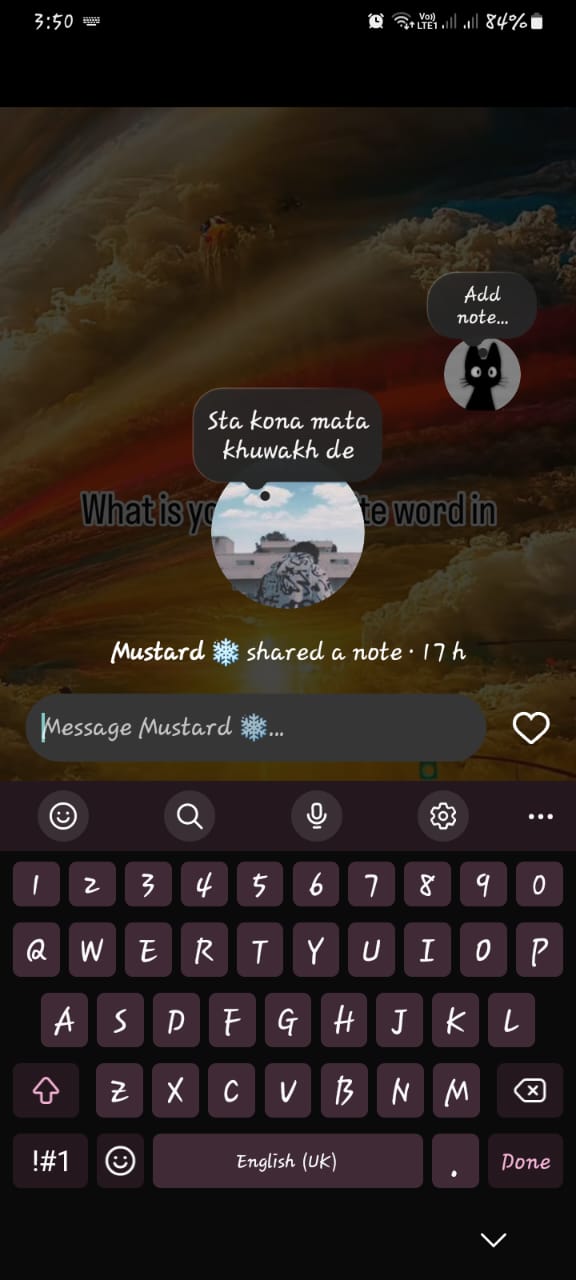 3:50
Vo))
LTE1
84%
Add
note...
Sta kona mata
khuwakh de
What is yo
te word in
Mustard ❄️ shared a note · 17 h
Message Mustard ❄️...
1 2 3 4 5 6 7 8 9 0
Q W E R T Y U I O P
A S D F G H J K L
Z X C V B N M
!#1
English (UK)
.
Done